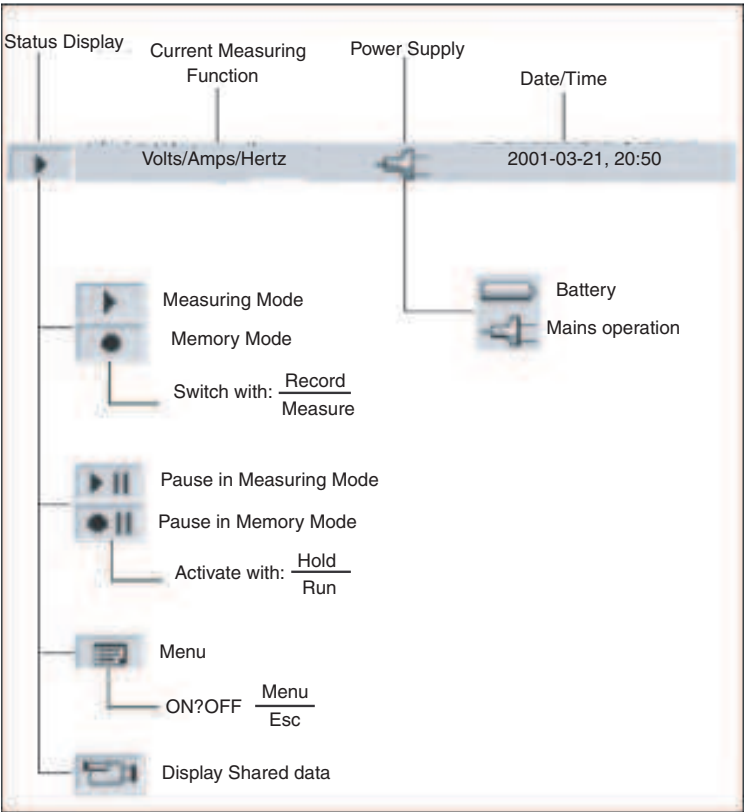 Status Display
Current Measuring
Function
Power Supply
Date/Time
Volts/Amps/Hertz
2001-03-21, 20:50
Measuring Mode
Memory Mode
Switch with: Record
Measure
Battery
Mains operation
Pause in Measuring Mode
Pause in Memory Mode
Activate with: Hold
Run
Menu
ON?OFF Menu
Esc
Display Shared data